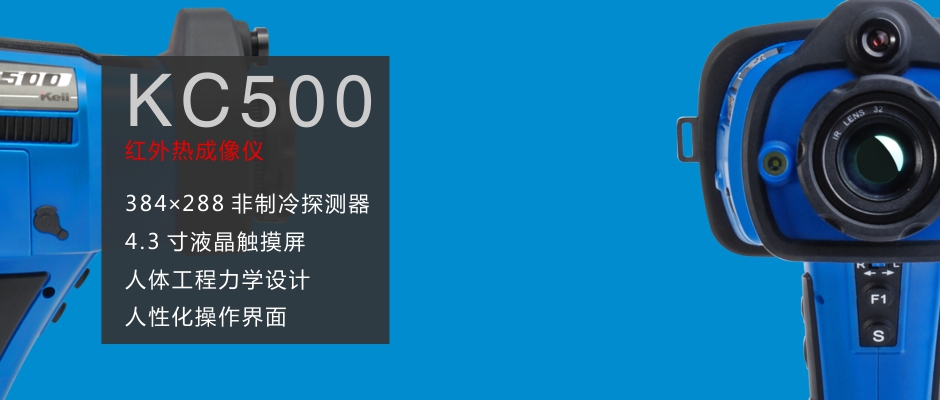 500
Keli
KC500
红外热成像仪
384×288 非制冷探测器
4.3 寸液晶触摸屏
人体工程力学设计
人性化操作界面
IR LENS 32
R L
F1
S